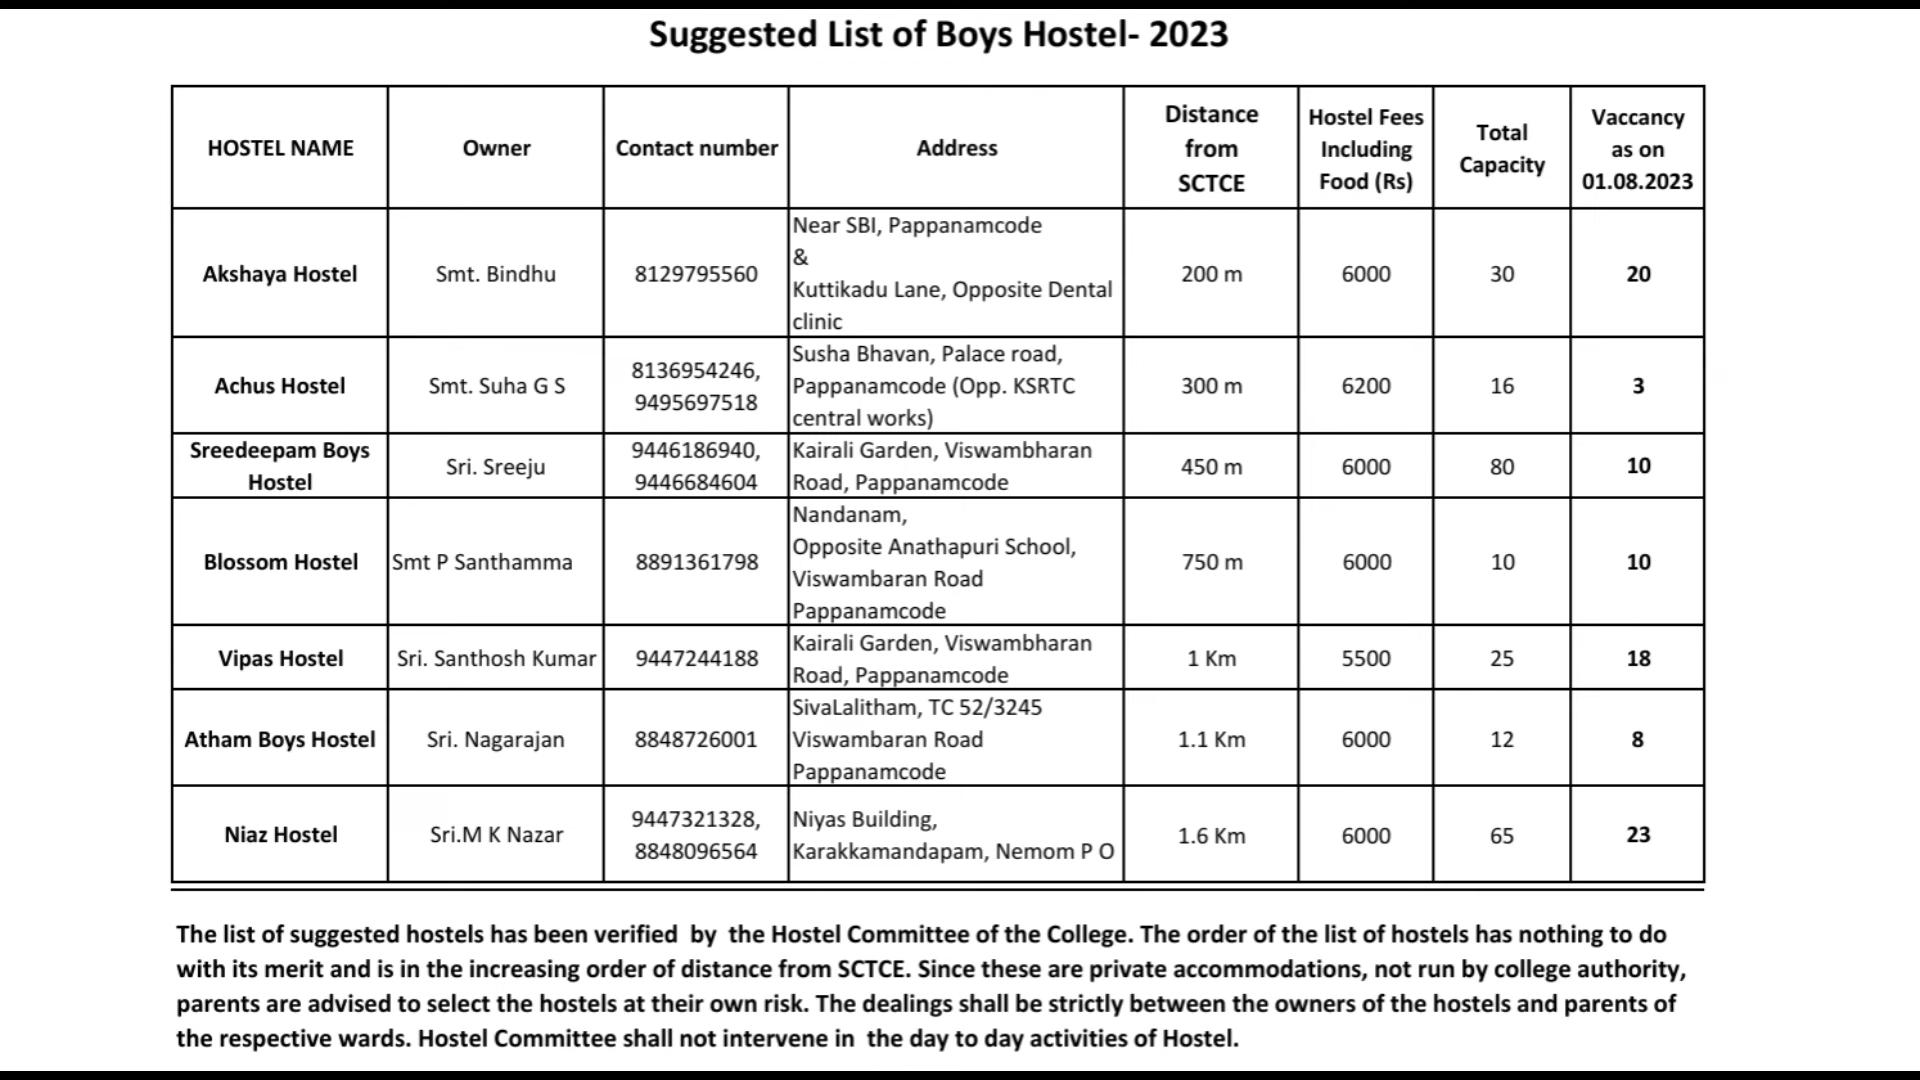 Suggested List of Boys Hostel- 2023
HOSTEL NAME
Owner
Contact number
Address
Distance
from
SCTCE
Hostel Fees
Including
Food (Rs)
Total
Capacity
Vaccancy
as on
01.08.2023
Akshaya Hostel
Smt. Bindhu
8129795560
Near SBI, Pappanamcode
&
Kuttikadu Lane, Opposite Dental
clinic
200 m
6000
30
20
Achus Hostel
Smt. Suha G S
8136954246,
9495697518
Susha Bhavan, Palace road,
Pappanamcode (Opp. KSRTC
central works)
300 m
6200
16
3
Sreedeepam Boys
Hostel
Sri. Sreeju
9446186940,
9446684604
Kairali Garden, Viswambharan
Road, Pappanamcode
450 m
6000
80
10
Blossom Hostel
Smt P Santhamma
8891361798
Nandanam,
Opposite Anathapuri School,
Viswambaran Road
Pappanamcode
750 m
6000
10
10
Vipas Hostel
Sri. Santhosh Kumar
9447244188
Kairali Garden, Viswambharan
Road, Pappanamcode
1 Km
5500
25
18
Atham Boys Hostel
Sri. Nagarajan
8848726001
SivaLalitham, TC 52/3245
Viswambaran Road
Pappanamcode
1.1 Km
6000
12
8
Niaz Hostel
Sri.M K Nazar
9447321328,
8848096564
Niyas Building,
Karakkamandapam, Nemom P O
1.6 Km
6000
65
23
The list of suggested hostels has been verified  by  the Hostel Committee of the College. The order of the list of hostels has nothing to do
with its merit and is in the increasing order of distance from SCTCE. Since these are private accommodations, not run by college authority,
parents are advised to select the hostels at their own risk. The dealings shall be strictly between the owners of the hostels and parents of
the respective wards. Hostel Committee shall not intervene in  the day to day activities of Hostel.